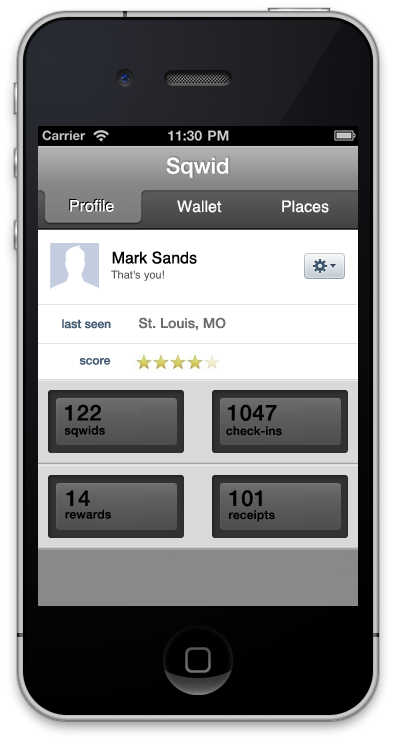 Carrier 11:30 PM
Sqwid
Profile Wallet Places
Mark Sands
That's you!
last seen St. Louis, MO
score
122 1047
sqwids check-ins
14 101
rewards receipts